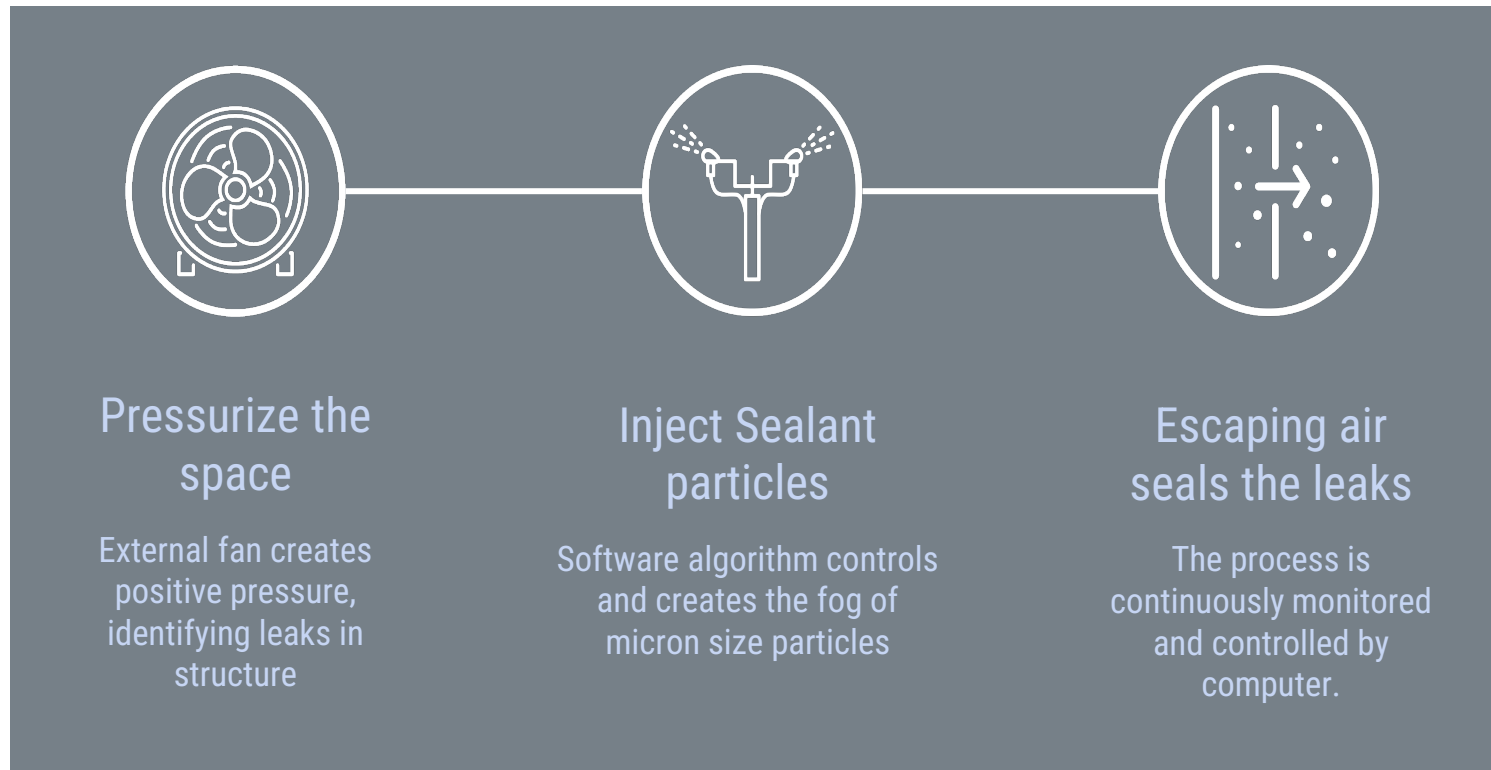 Pressurize the
space
External fan creates
positive pressure,
identifying leaks in
structure
Inject Sealant
particles
Software algorithm controls
and creates the fog of
micron size particles
Escaping air
seals the leaks
The process is
continuously monitored
and controlled by
computer.